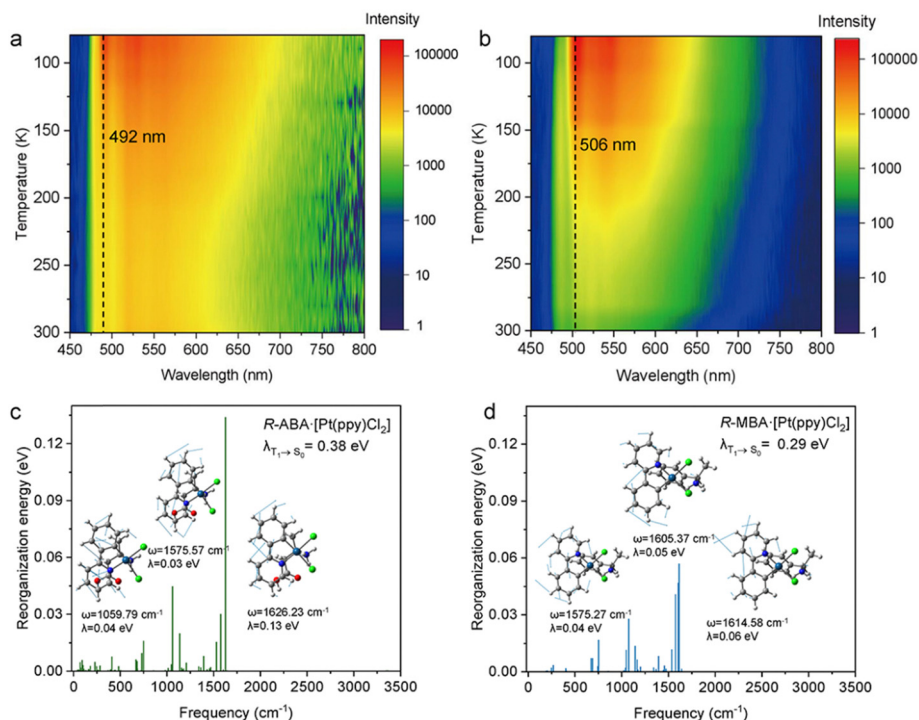 a
Intensity
Temperature (K)
100
150
200
250
300
492 nm
450 500 550 600 650 700 750 800
Wavelength (nm)
100000
10000
1000
100
10
1
b
Intensity
Temperature (K)
100
150
200
250
300
506 nm
450 500 550 600 650 700 750 800
Wavelength (nm)
100000
10000
1000
100
10
1
c
Reorganization energy (eV)
0.12
0.09
0.06
0.03
0.00
R-ABA·[Pt(ppy)Cl₂]
λ T₁→S₀ = 0.38 eV
ω=1575.57 cm⁻¹
λ=0.03 eV
ω=1059.79 cm⁻¹
λ=0.04 eV
ω=1626.23 cm⁻¹
λ=0.13 eV
0 500 1000 1500 2000 2500 3000 3500
Frequency (cm⁻¹)
d
Reorganization energy (eV)
0.12
0.09
0.06
0.03
0.00
R-MBA·[Pt(ppy)Cl₂]
λ T₁→S₀ = 0.29 eV
ω=1605.37 cm⁻¹
λ=0.05 eV
ω=1575.27 cm⁻¹
λ=0.04 eV
ω=1614.58 cm⁻¹
λ=0.06 eV
0 500 1000 1500 2000 2500 3000 3500
Frequency (cm⁻¹)